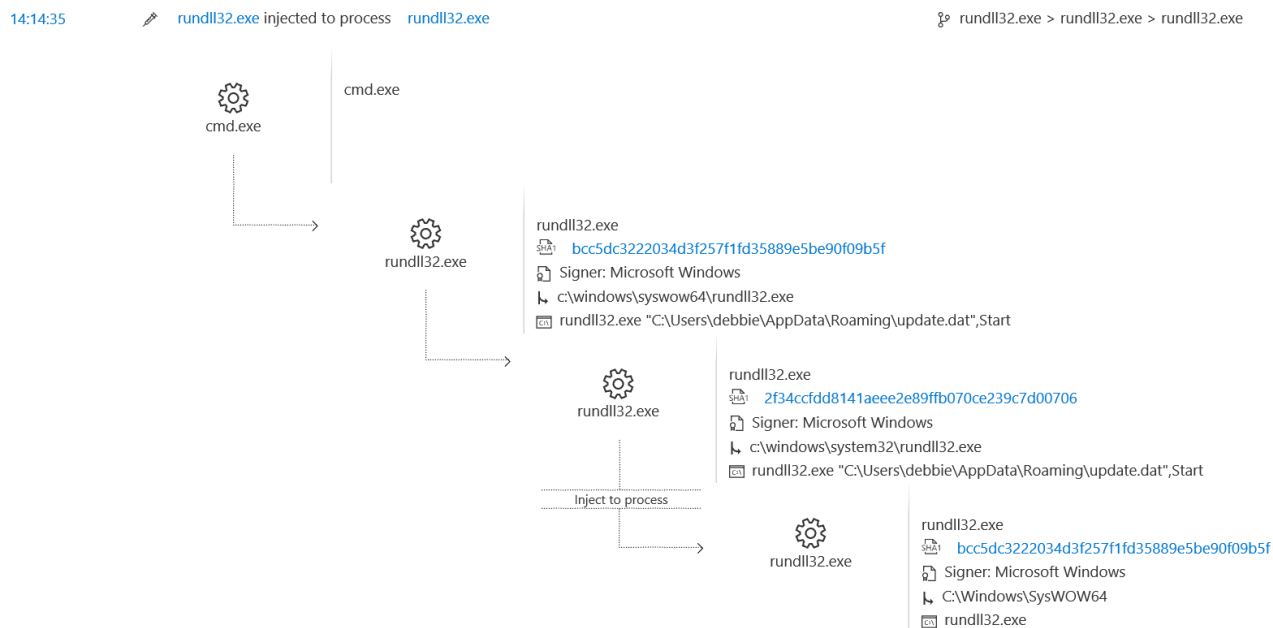 14:14:35 rundll32.exe injected to process rundll32.exe rundll32.exe > rundll32.exe > rundll32.exe
cmd.exe
cmd.exe
rundll32.exe
rundll32.exe
SHA1 bcc5dc3222034d3f257f1fd35889e5be90f09b5f
Signer: Microsoft Windows
c:\windows\syswow64\rundll32.exe
C:\ rundll32.exe "C:\Users\debbie\AppData\Roaming\update.dat",Start
rundll32.exe
rundll32.exe
SHA1 2f34ccfdd8141aeee2e89ffb070ce239c7d00706
Signer: Microsoft Windows
c:\windows\system32\rundll32.exe
C:\ rundll32.exe "C:\Users\debbie\AppData\Roaming\update.dat",Start
Inject to process
rundll32.exe
rundll32.exe
SHA1 bcc5dc3222034d3f257f1fd35889e5be90f09b5f
Signer: Microsoft Windows
C:\Windows\SysWOW64
C:\ rundll32.exe